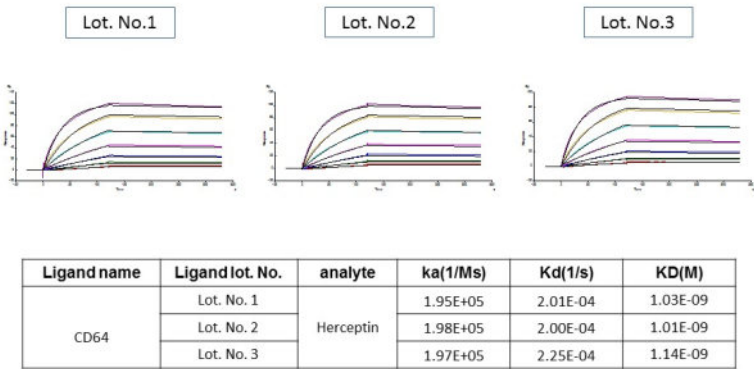 Lot. No.1
Lot. No.2
Lot. No.3
Ligand name Ligand lot. No. analyte ka(1/Ms) Kd(1/s) KD(M)
CD64 Lot. No. 1 Herceptin 1.95E+05 2.01E-04 1.03E-09
Lot. No. 2 1.98E+05 2.00E-04 1.01E-09
Lot. No. 3 1.97E+05 2.25E-04 1.14E-09